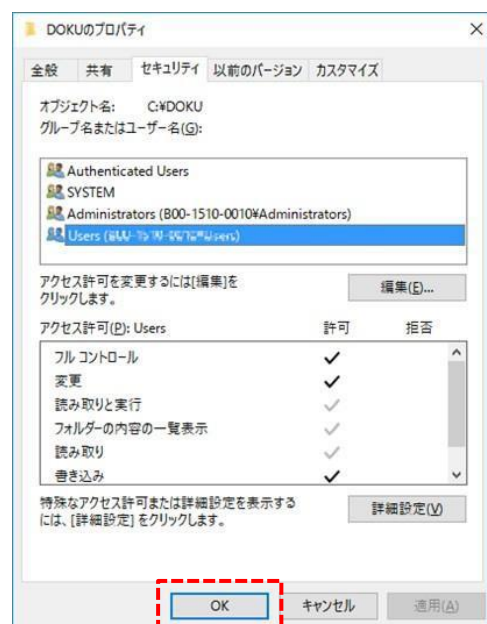 DOKUのプロパティ
全般 共有 セキュリティ 以前のバージョン カスタマイズ
オブジェクト名: C:¥DOKU
グループ名またはユーザー名(G):
Authenticated Users
SYSTEM
Administrators (B00-1510-0010¥Administrators)
Users (
アクセス許可を変更するには[編集]を
クリックします。
編集(E)...
アクセス許可(P): Users 許可 拒否
フル コントロール
変更
読み取りと実行
フォルダーの内容の一覧表示
読み取り
書き込み
特殊なアクセス許可または詳細設定を表示する
には、[詳細設定] をクリックします。
詳細設定(V)
OK キャンセル 適用(A)